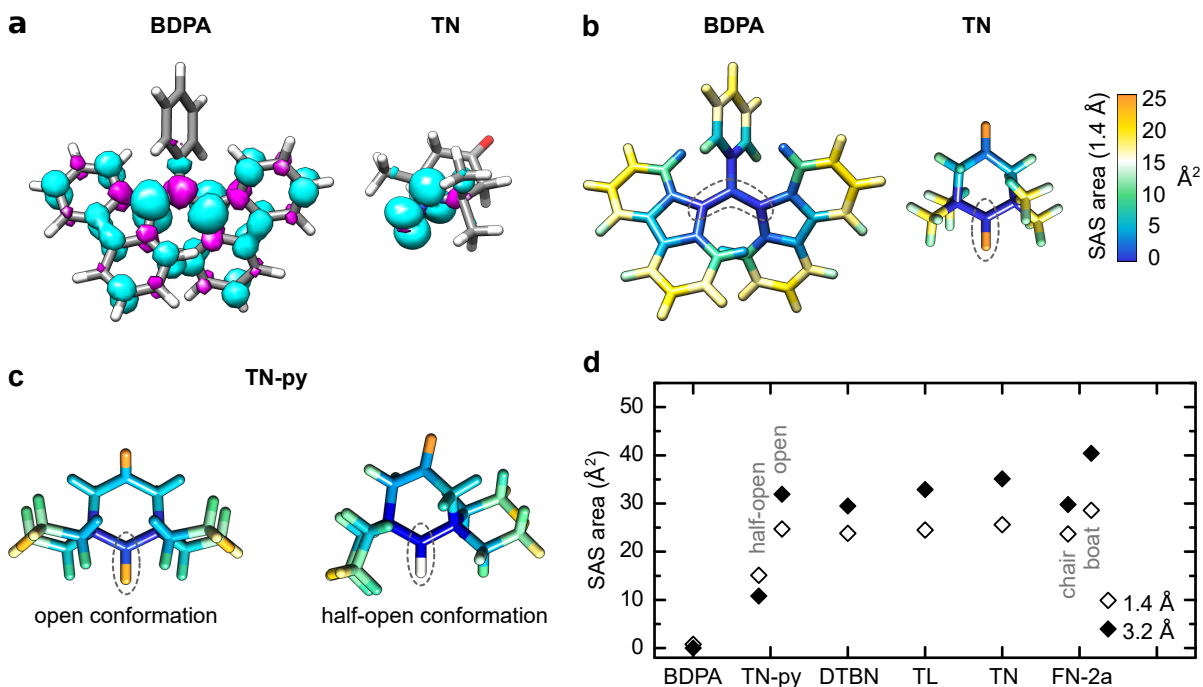 a
BDPA
TN
b
BDPA
TN
SAS area (1.4 Å)
25
20
15
10
5
0
Å²
c
TN-py
open conformation
half-open conformation
d
SAS area (Å²)
50
40
30
20
10
0
half-open
open
chair
boat
1.4 Å
3.2 Å
BDPA
TN-py
DTBN
TL
TN
FN-2a